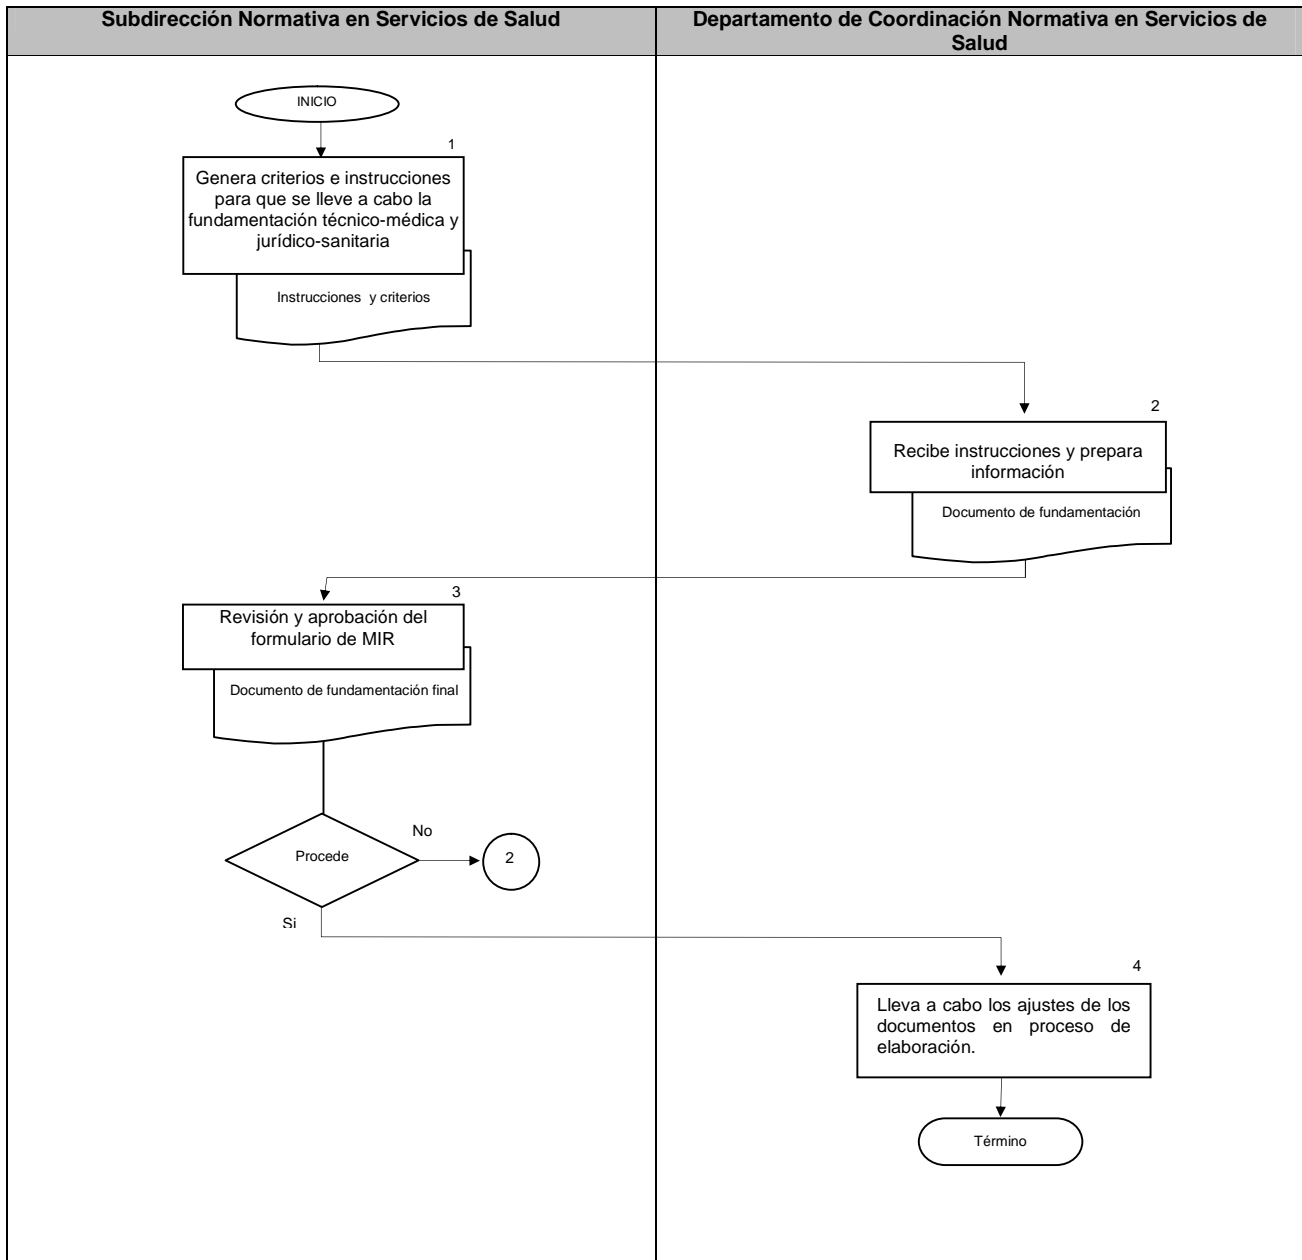 Subdirección Normativa en Servicios de Salud
Departamento de Coordinación Normativa en Servicios de
Salud
INICIO
1
Genera criterios e instrucciones
para que se lleve a cabo la
fundamentación técnico-médica y
jurídico-sanitaria
Instrucciones y criterios
2
Recibe instrucciones y prepara
información
Documento de fundamentación
3
Revisión y aprobación del
formulario de MIR
Documento de fundamentación final
Procede
No
2
Si
4
Lleva a cabo los ajustes de los
documentos en proceso de
elaboración.
Término